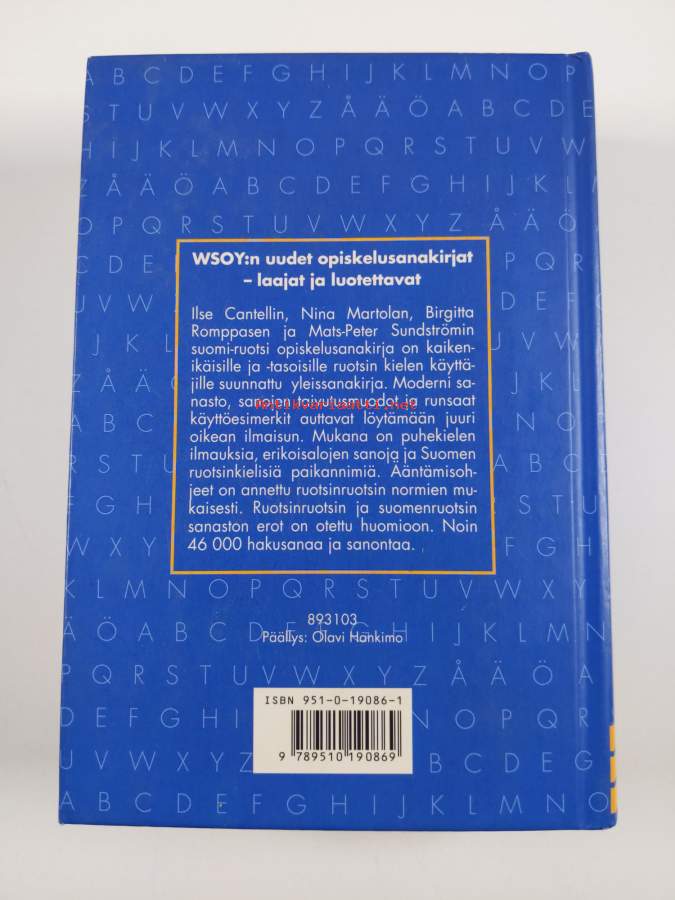 A B C D E F G H I J K L M N O P
S T U V W X Y Z Å Ä Ö A B C D E
H I J K L M N O P Q R S T U V W
Z Å Ä Ö A B C D E F G H I J K L
O P Q R S T U V W X Y Z Å Ä Ö
WSOY:n uudet opiskelusanakirjat
– laajat ja luotettavat
Ilse Cantellin, Nina Martolan, Birgitta
Romppasen ja Mats-Peter Sundströmin
suomi-ruotsi opiskelusanakirja on kaiken-
ikäisille ja -tasoisille ruotsin kielen käyttä-
jille suunnattu yleissanakirja. Moderni sa-
nasto, sanojen taivutusmuodot ja runsaat
käyttöesimerkit auttavat löytämään juuri
oikean ilmaisun. Mukana on puhekielen
ilmauksia, erikoisalojen sanoja ja Suomen
ruotsinkielisiä paikannimiä. Ääntämisoh-
jeet on annettu ruotsinruotsin normien mu-
kaisesti. Ruotsinruotsin ja suomenruotsin
sanaston erot on otettu huomioon. Noin
46 000 hakusanaa ja sanontaa.
Antikvariaatti.net
K L M N O P Q R S T U V W X Y
Ä Ö A B C D E F G H I J K L M
893103
Päällys: Olavi Hankimo
P Q R S T U V W X Y Z Å Ä Ö A
D E F G H I
N O P Q R
U V W X Y Z
B C D E G
A B C D E F G H I J K L M N O
ISBN 951-0-19086-1
9 789510 190869